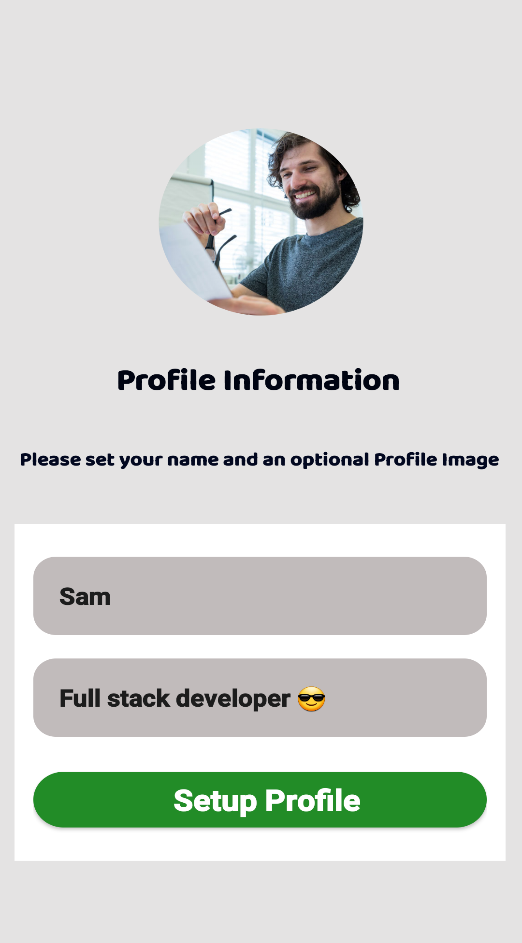 Profile Information
Please set your name and an optional Profile Image
Sam
Full stack developer 😎
Setup Profile